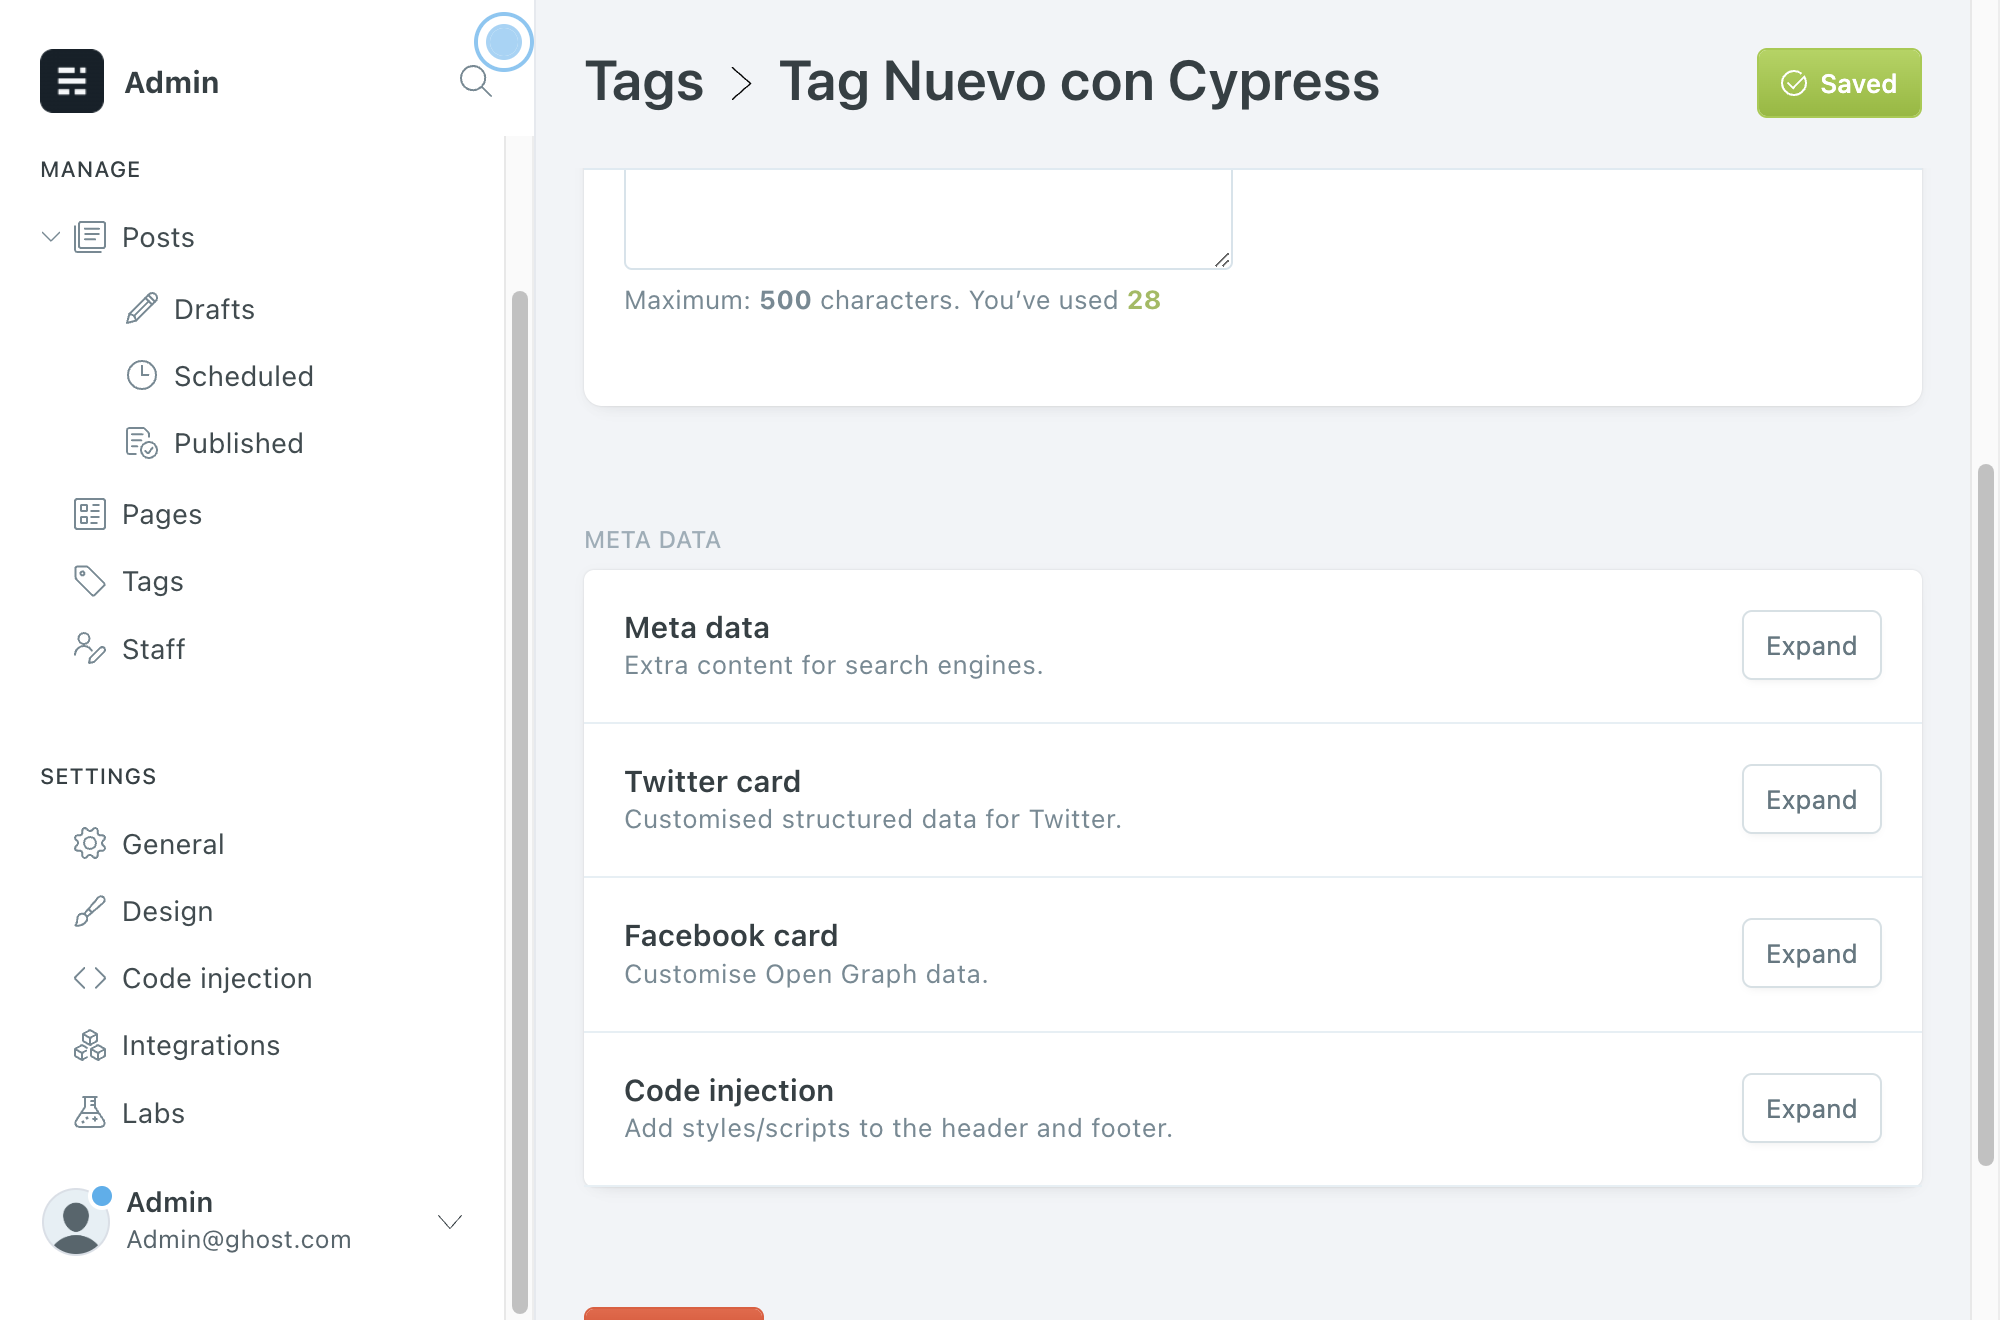 Admin
MANAGE
Posts
Drafts
Scheduled
Published
Pages
Tags
Staff
SETTINGS
General
Design
Code injection
Integrations
Labs
Admin
Admin@ghost.com
Tags > Tag Nuevo con Cypress
Saved
Maximum: 500 characters. You’ve used 28
META DATA
Meta data
Extra content for search engines.
Expand
Twitter card
Customised structured data for Twitter.
Expand
Facebook card
Customise Open Graph data.
Expand
Code injection
Add styles/scripts to the header and footer.
Expand